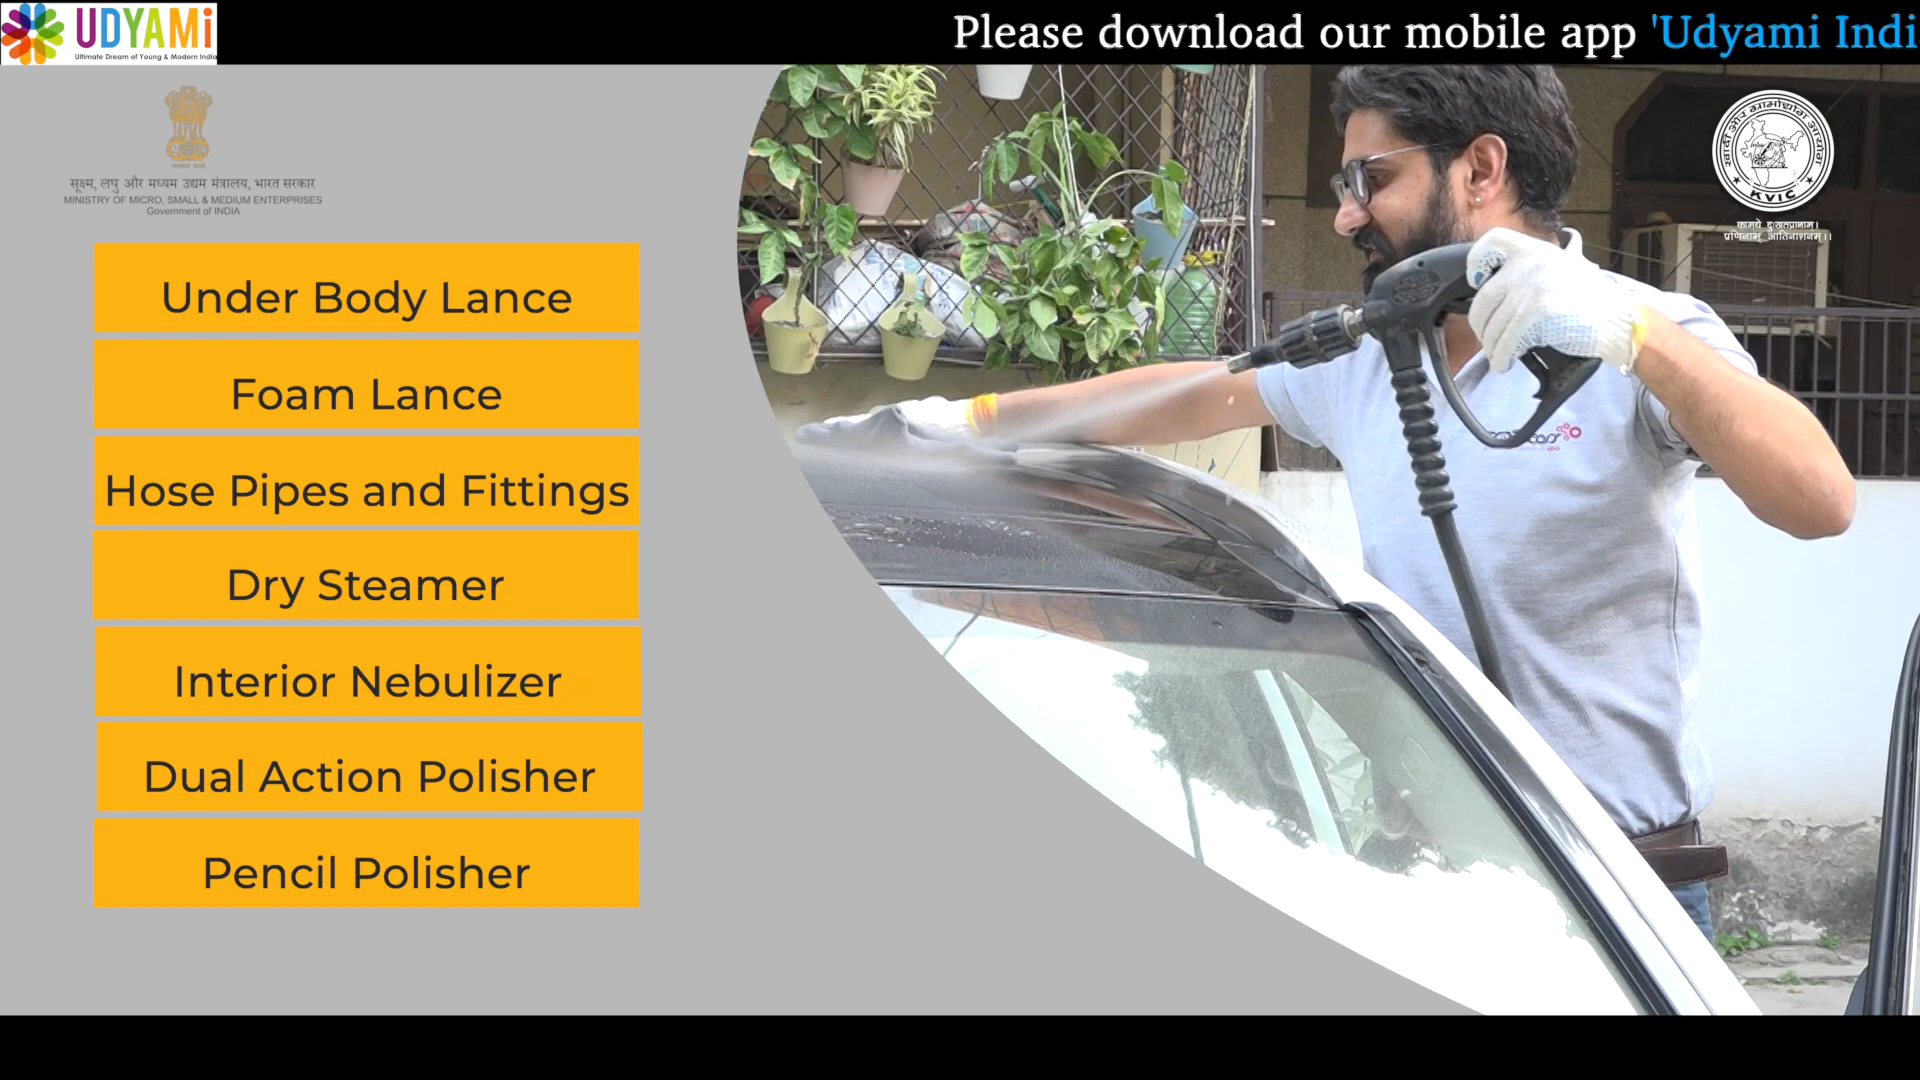 UDYAMi
Ultimate Dream of Young & Modern India
Please download our mobile app 'Udyami Indi
सूक्ष्म, लघु और मध्यम उद्यम मंत्रालय, भारत सरकार
MINISTRY OF MICRO, SMALL & MEDIUM ENTERPRISES
Government of INDIA
खादी और ग्रामोद्योग आयोग
KVIC
Under Body Lance
Foam Lance
Hose Pipes and Fittings
Dry Steamer
Interior Nebulizer
Dual Action Polisher
Pencil Polisher